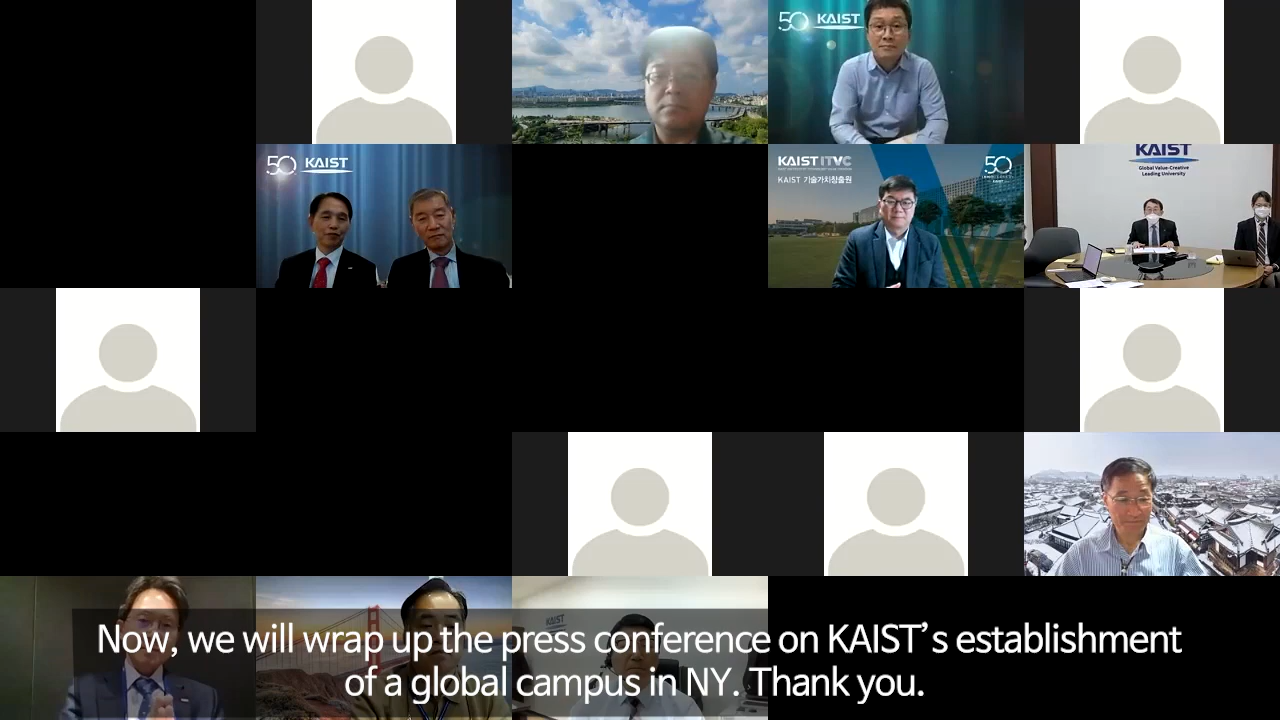 50 KAIST
50 KAIST
KAIST ITVC
KAIST 기술가치창출원
50
KAIST
Global Value-Creative
Leading University
KAIST
Now, we will wrap up the press conference on KAIST's establishment
of a global campus in NY. Thank you.